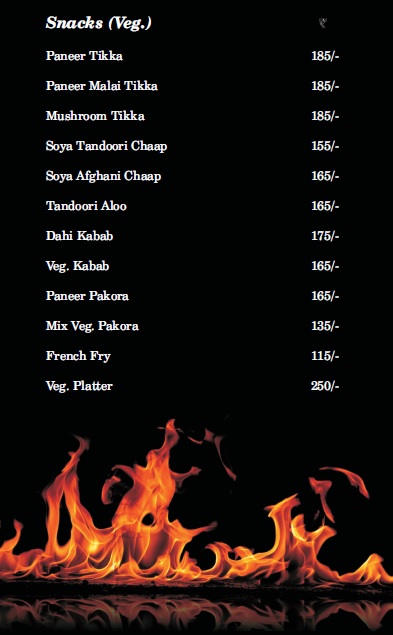 Snacks (Veg.)
Paneer Tikka 185/-
Paneer Malai Tikka 185/-
Mushroom Tikka 185/-
Soya Tandoori Chaap 155/-
Soya Afghani Chaap 165/-
Tandoori Aloo 165/-
Dahi Kabab 175/-
Veg. Kabab 165/-
Paneer Pakora 165/-
Mix Veg. Pakora 135/-
French Fry 115/-
Veg. Platter 250/-